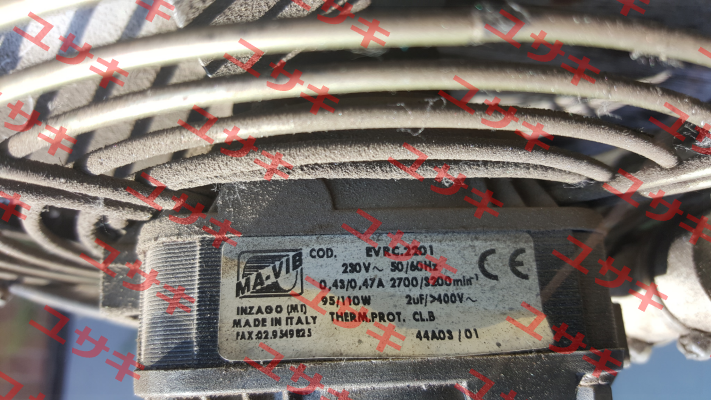 MA-VIB
INZAGO (MI)
MADE IN ITALY
FAX:02.9549825
COD. EVRC.2201
230V~ 50/60Hz
0,43/0,47A 2700/3200min⁻¹
95/110W 2uF/>400V~
THERM.PROT. CL.B
44A03/01
CE
ユサキ